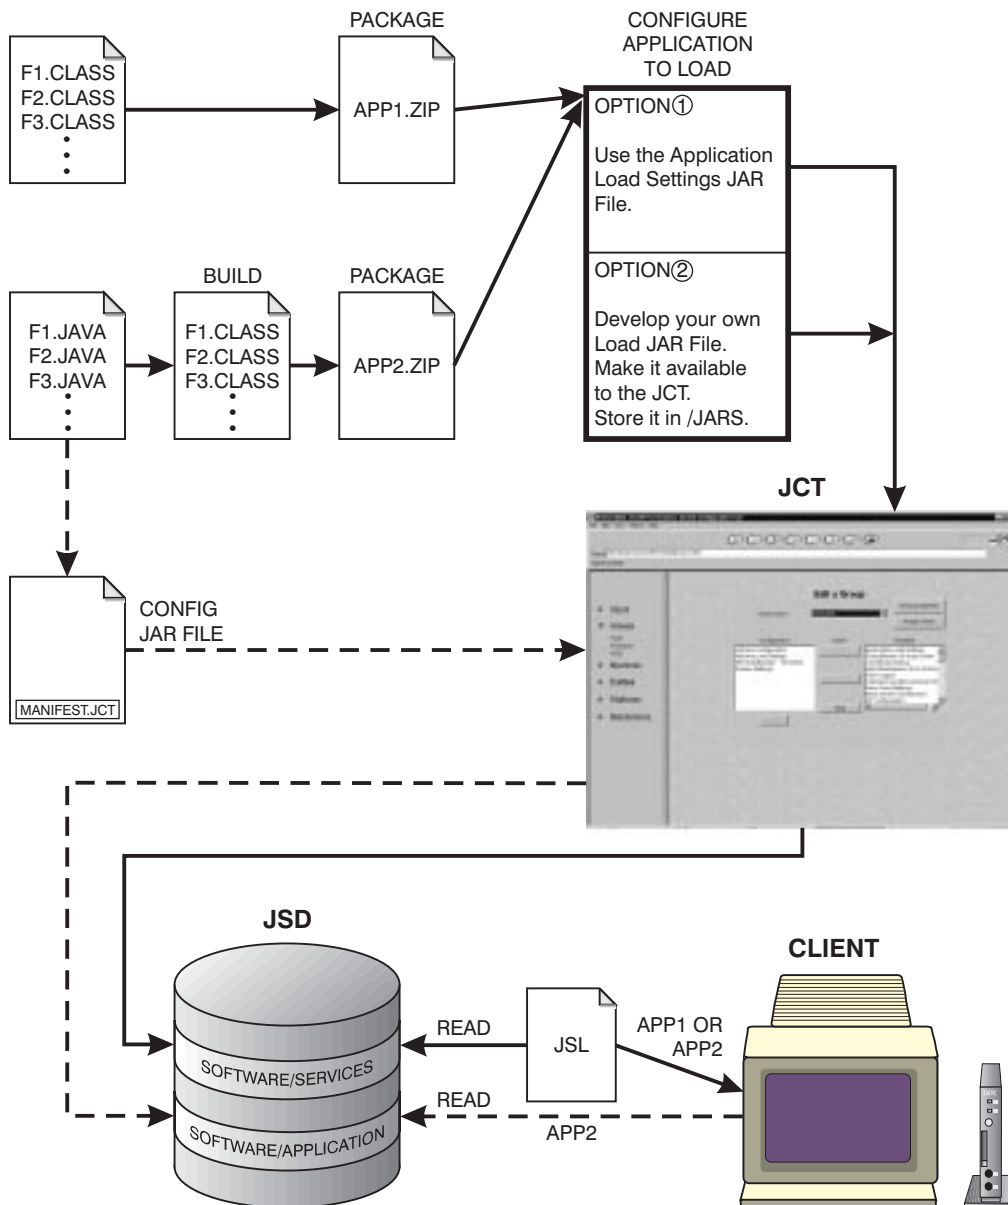 PACKAGE
CONFIGURE
APPLICATION
TO LOAD
F1.CLASS
F2.CLASS
F3.CLASS
APP1.ZIP
OPTION①
Use the Application
Load Settings JAR
File.
OPTION②
Develop your own
Load JAR File.
Make it available
to the JCT.
Store it in /JARS.
BUILD
PACKAGE
F1.JAVA
F2.JAVA
F3.JAVA
F1.CLASS
F2.CLASS
F3.CLASS
APP2.ZIP
JCT
CONFIG
JAR FILE
MANIFEST.JCT
JSD
CLIENT
READ
JSL
APP1 OR
APP2
SOFTWARE/SERVICES
READ
APP2
SOFTWARE/APPLICATION